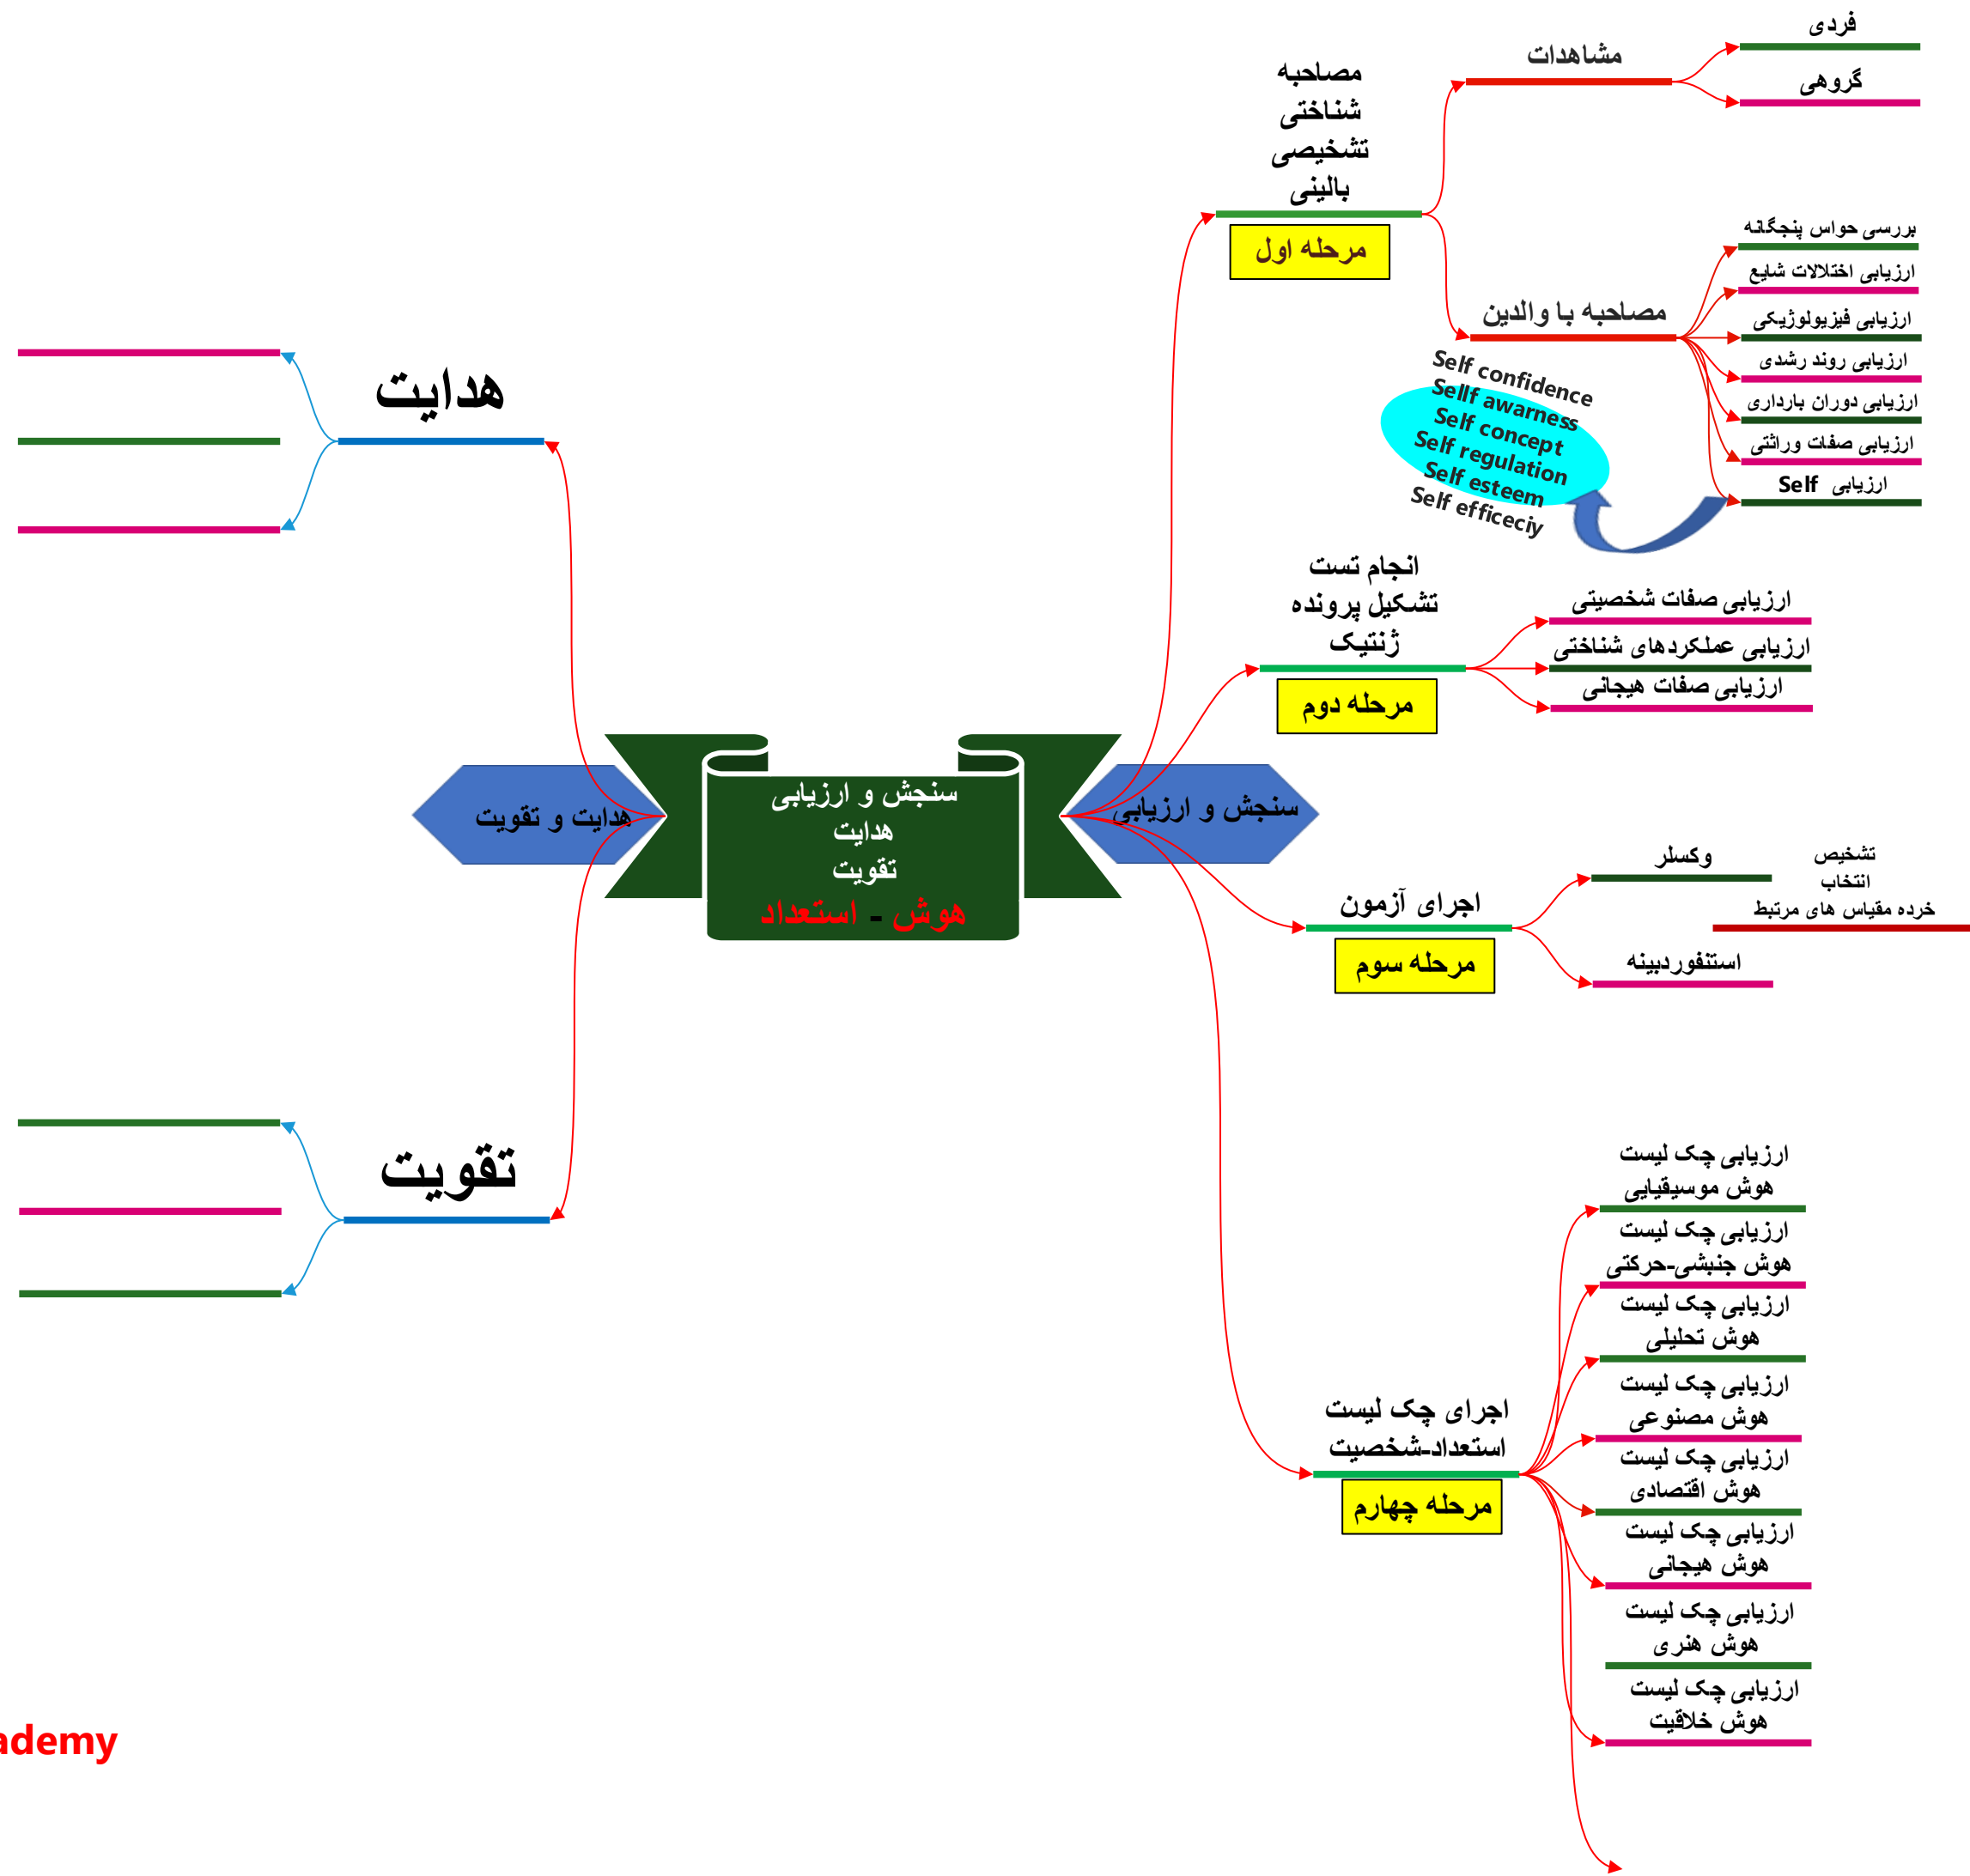 فردی
گروهی
مشاهدات
مصاحبه
شناختی
تشخیصی
بالینی
مرحله اول
بررسی حواس پنجگانه
ارزیابی اختلالات شایع
ارزیابی فیزیولوژیکی
ارزیابی روند رشدی
ارزیابی دوران بارداری
ارزیابی صفات وراثتی
ارزیابی Self
مصاحبه با والدین
Self confidence
Sellf awarness
Self concept
Self regulation
Self esteem
Self efficeciy
انجام تست
تشکیل پرونده
ژنتیک
مرحله دوم
ارزیابی صفات شخصیتی
ارزیابی عملکردهای شناختی
ارزیابی صفات هیجانی
سنجش و ارزیابی
سنجش و ارزیابی
هدایت
تقویت
هوش - استعداد
هدایت و تقویت
هدایت
تقویت
اجرای آزمون
مرحله سوم
وکسلر
استنفوردبینه
تشخیص
انتخاب
خرده مقیاس های مرتبط
اجرای چک لیست
استعداد-شخصیت
مرحله چهارم
ارزیابی چک لیست
هوش موسیقیایی
ارزیابی چک لیست
هوش جنبشی-حرکتی
ارزیابی چک لیست
هوش تحلیلی
ارزیابی چک لیست
هوش مصنوعی
ارزیابی چک لیست
هوش اقتصادی
ارزیابی چک لیست
هوش هیجانی
ارزیابی چک لیست
هوش هنری
ارزیابی چک لیست
هوش خلاقیت
ademy